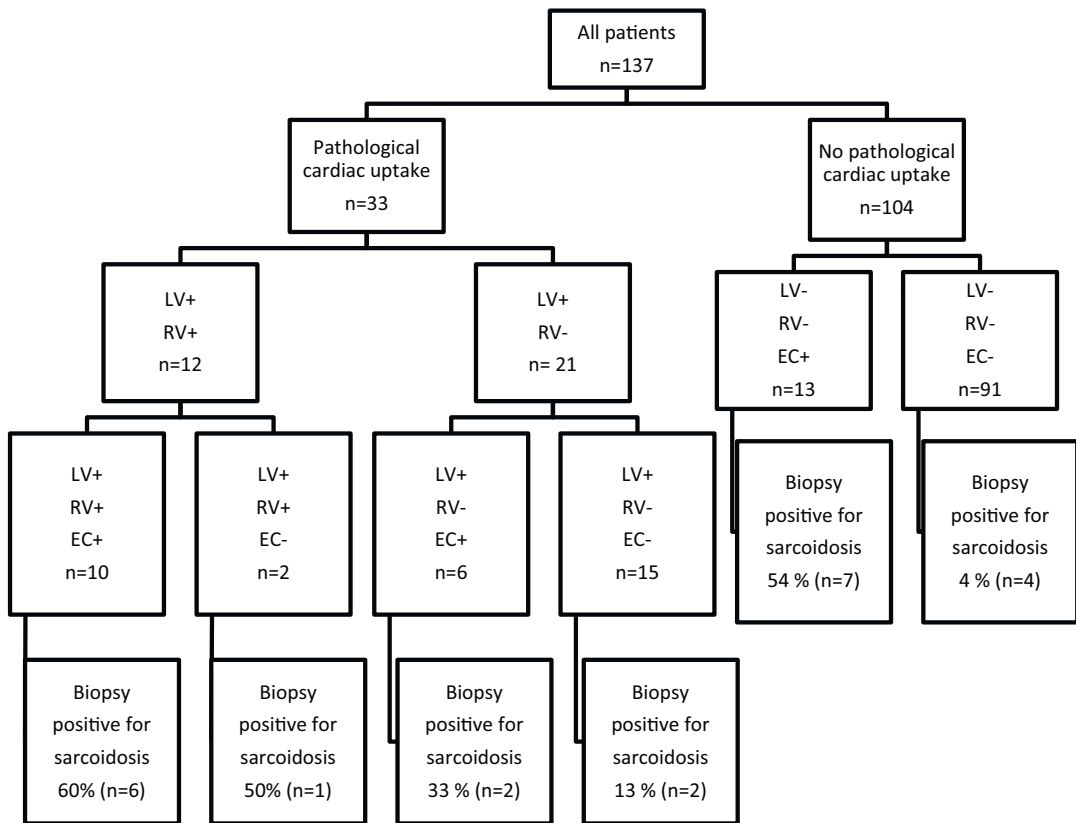 All patients
n=137
Pathological
cardiac uptake
n=33
No pathological
cardiac uptake
n=104
LV+
RV+
n=12
LV+
RV-
n= 21
LV-
RV-
EC+
n=13
LV-
RV-
EC-
n=91
LV+
RV+
EC+
n=10
LV+
RV+
EC-
n=2
LV+
RV-
EC+
n=6
LV+
RV-
EC-
n=15
Biopsy
positive for
sarcoidosis
54 % (n=7)
Biopsy
positive for
sarcoidosis
4 % (n=4)
Biopsy
positive for
sarcoidosis
60% (n=6)
Biopsy
positive for
sarcoidosis
50% (n=1)
Biopsy
positive for
sarcoidosis
33 % (n=2)
Biopsy
positive for
sarcoidosis
13 % (n=2)